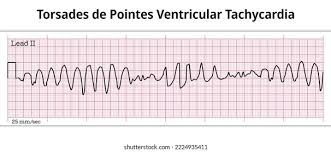 Torsades de Pointes Ventricular Tachycardia
Lead II
25 mm/sec
shutterstock.com · 2224935411